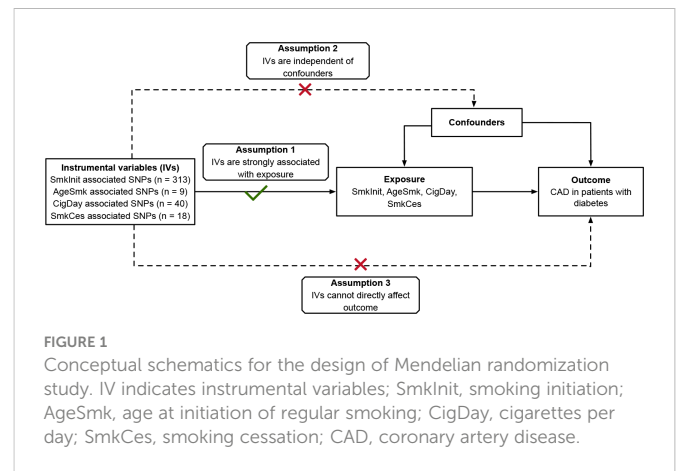 Assumption 2
IVs are independent of
confounders
Confounders
Assumption 1
IVs are strongly associated
with exposure
Instrumental variables (IVs)
SmkInit associated SNPs (n = 313)
AgeSmk associated SNPs (n = 9)
CigDay associated SNPs (n = 40)
SmkCes associated SNPs (n = 18)
Exposure
SmkInit, AgeSmk, CigDay,
SmkCes
Outcome
CAD in patients with
diabetes
Assumption 3
IVs cannot directly affect
outcome
FIGURE 1
Conceptual schematics for the design of Mendelian randomization
study. IV indicates instrumental variables; SmkInit, smoking initiation;
AgeSmk, age at initiation of regular smoking; CigDay, cigarettes per
day; SmkCes, smoking cessation; CAD, coronary artery disease.